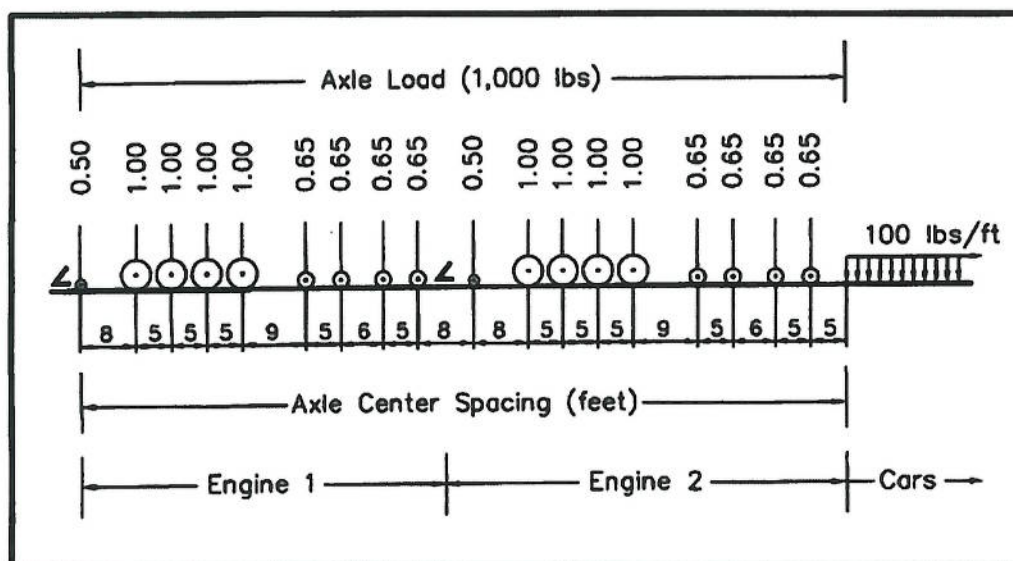 Axle Load (1,000 lbs)
0.50 1.00 1.00 1.00 1.00 0.65 0.65 0.65 0.65 0.50 1.00 1.00 1.00 1.00 0.65 0.65 0.65 0.65
100 lbs/ft
8 5 5 5 9 5 6 5 8 8 5 5 5 9 5 6 5 5
Axle Center Spacing (feet)
Engine 1 Engine 2 Cars